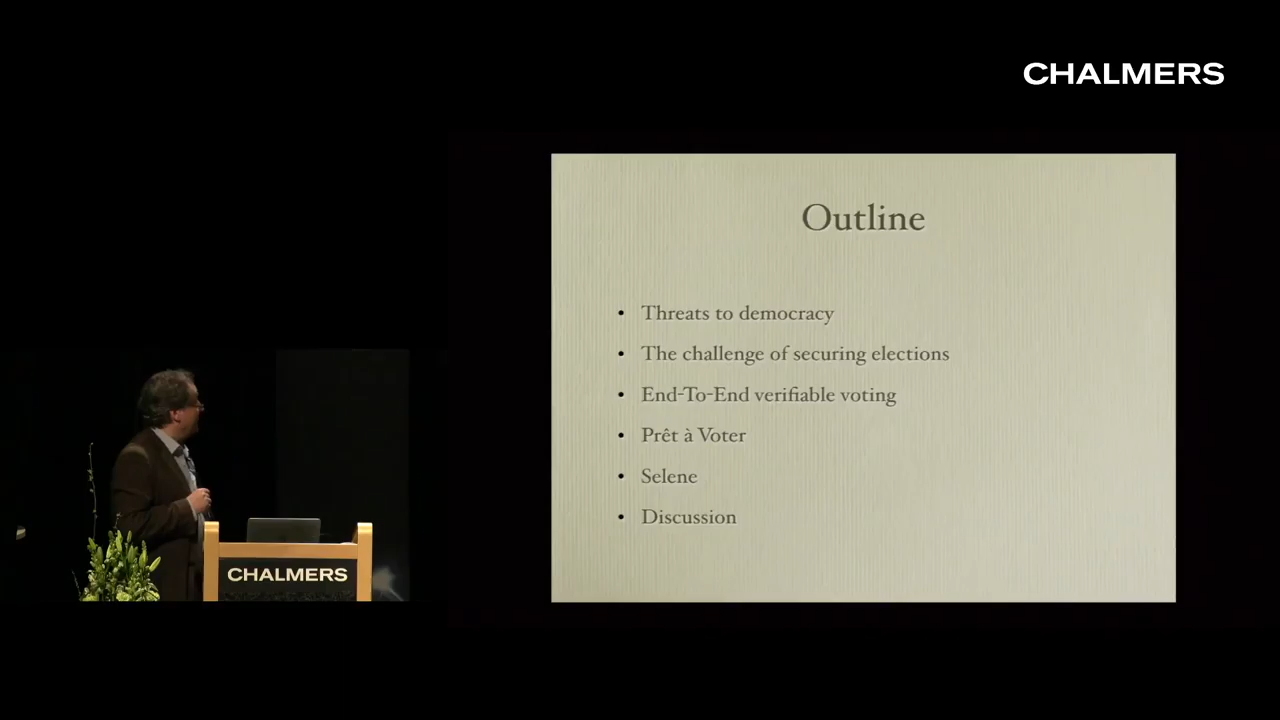 CHALMERS
Outline
• Threats to democracy
• The challenge of securing elections
• End-To-End verifiable voting
• Prêt à Voter
• Selene
• Discussion
CHALMERS